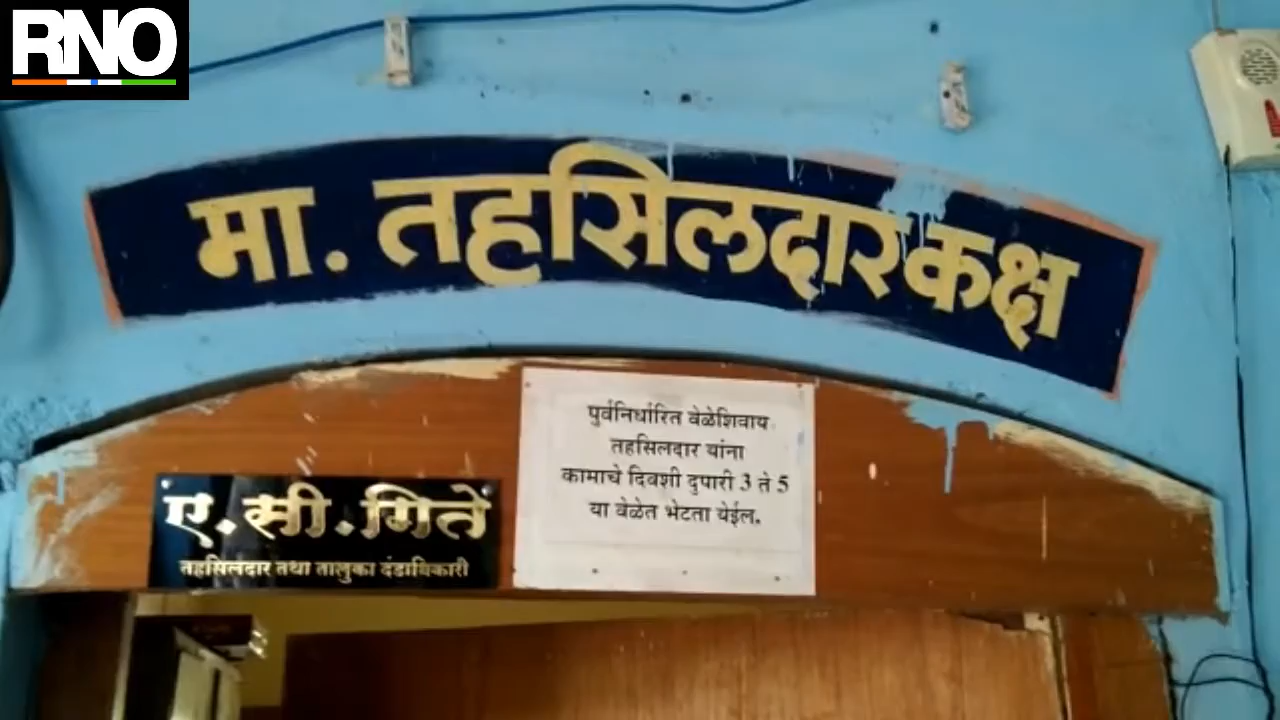 RNO
मा. तहसिलदार कक्ष
पुर्वनिर्धारित वेळेशिवाय
तहसिलदार यांना
कामाचे दिवशी दुपारी 3 ते 5
या वेळेत भेटता येईल.
ए. सी. गिते
तहसिलदार तथा तालुका दंडाधिकारी